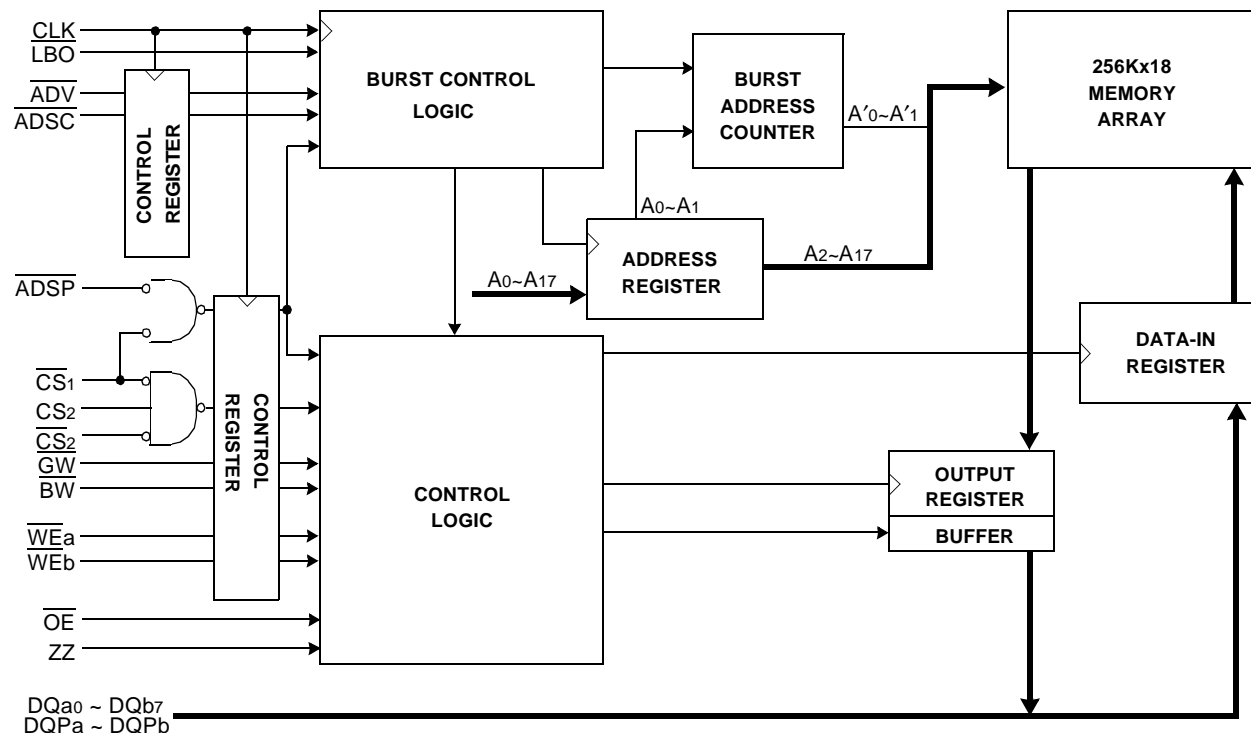 CLK
LBO
ADV
ADSC
CONTROL
REGISTER
BURST CONTROL
LOGIC
BURST
ADDRESS
COUNTER
A′0~A′1
256Kx18
MEMORY
ARRAY
A0~A1
ADDRESS
REGISTER
A2~A17
A0~A17
ADSP
CS1
CS2
CS2
GW
BW
WEa
WEb
OE
ZZ
CONTROL
REGISTER
CONTROL
LOGIC
DATA-IN
REGISTER
OUTPUT
REGISTER
BUFFER
DQa0 ~ DQb7
DQPa ~ DQPb